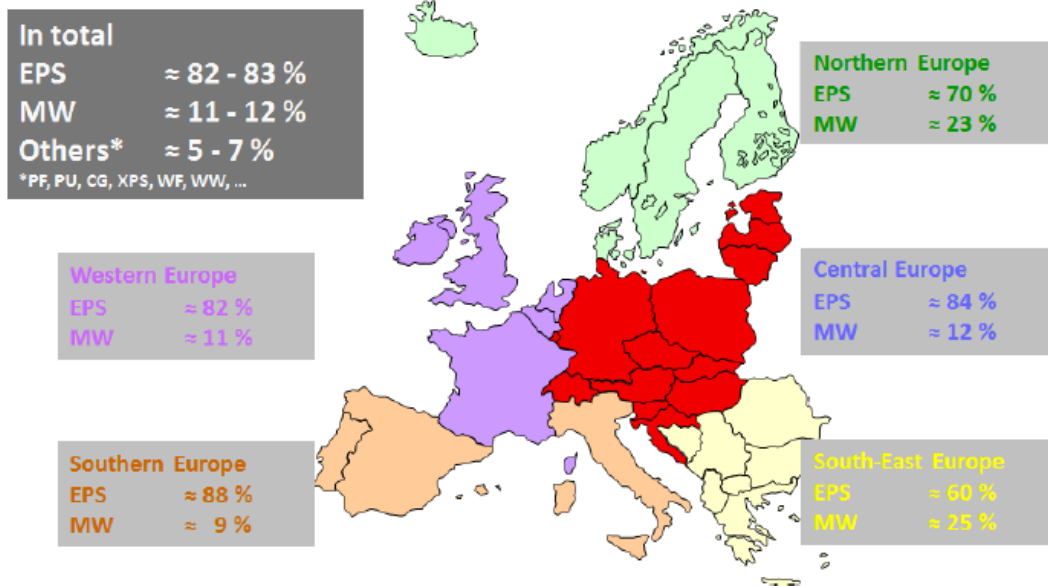 In total
EPS ≈ 82 - 83 %
MW ≈ 11 - 12 %
Others* ≈ 5 - 7 %
*PF, PU, CG, XPS, WF, WW, ...
Northern Europe
EPS ≈ 70 %
MW ≈ 23 %
Western Europe
EPS ≈ 82 %
MW ≈ 11 %
Central Europe
EPS ≈ 84 %
MW ≈ 12 %
Southern Europe
EPS ≈ 88 %
MW ≈ 9 %
South-East Europe
EPS ≈ 60 %
MW ≈ 25 %